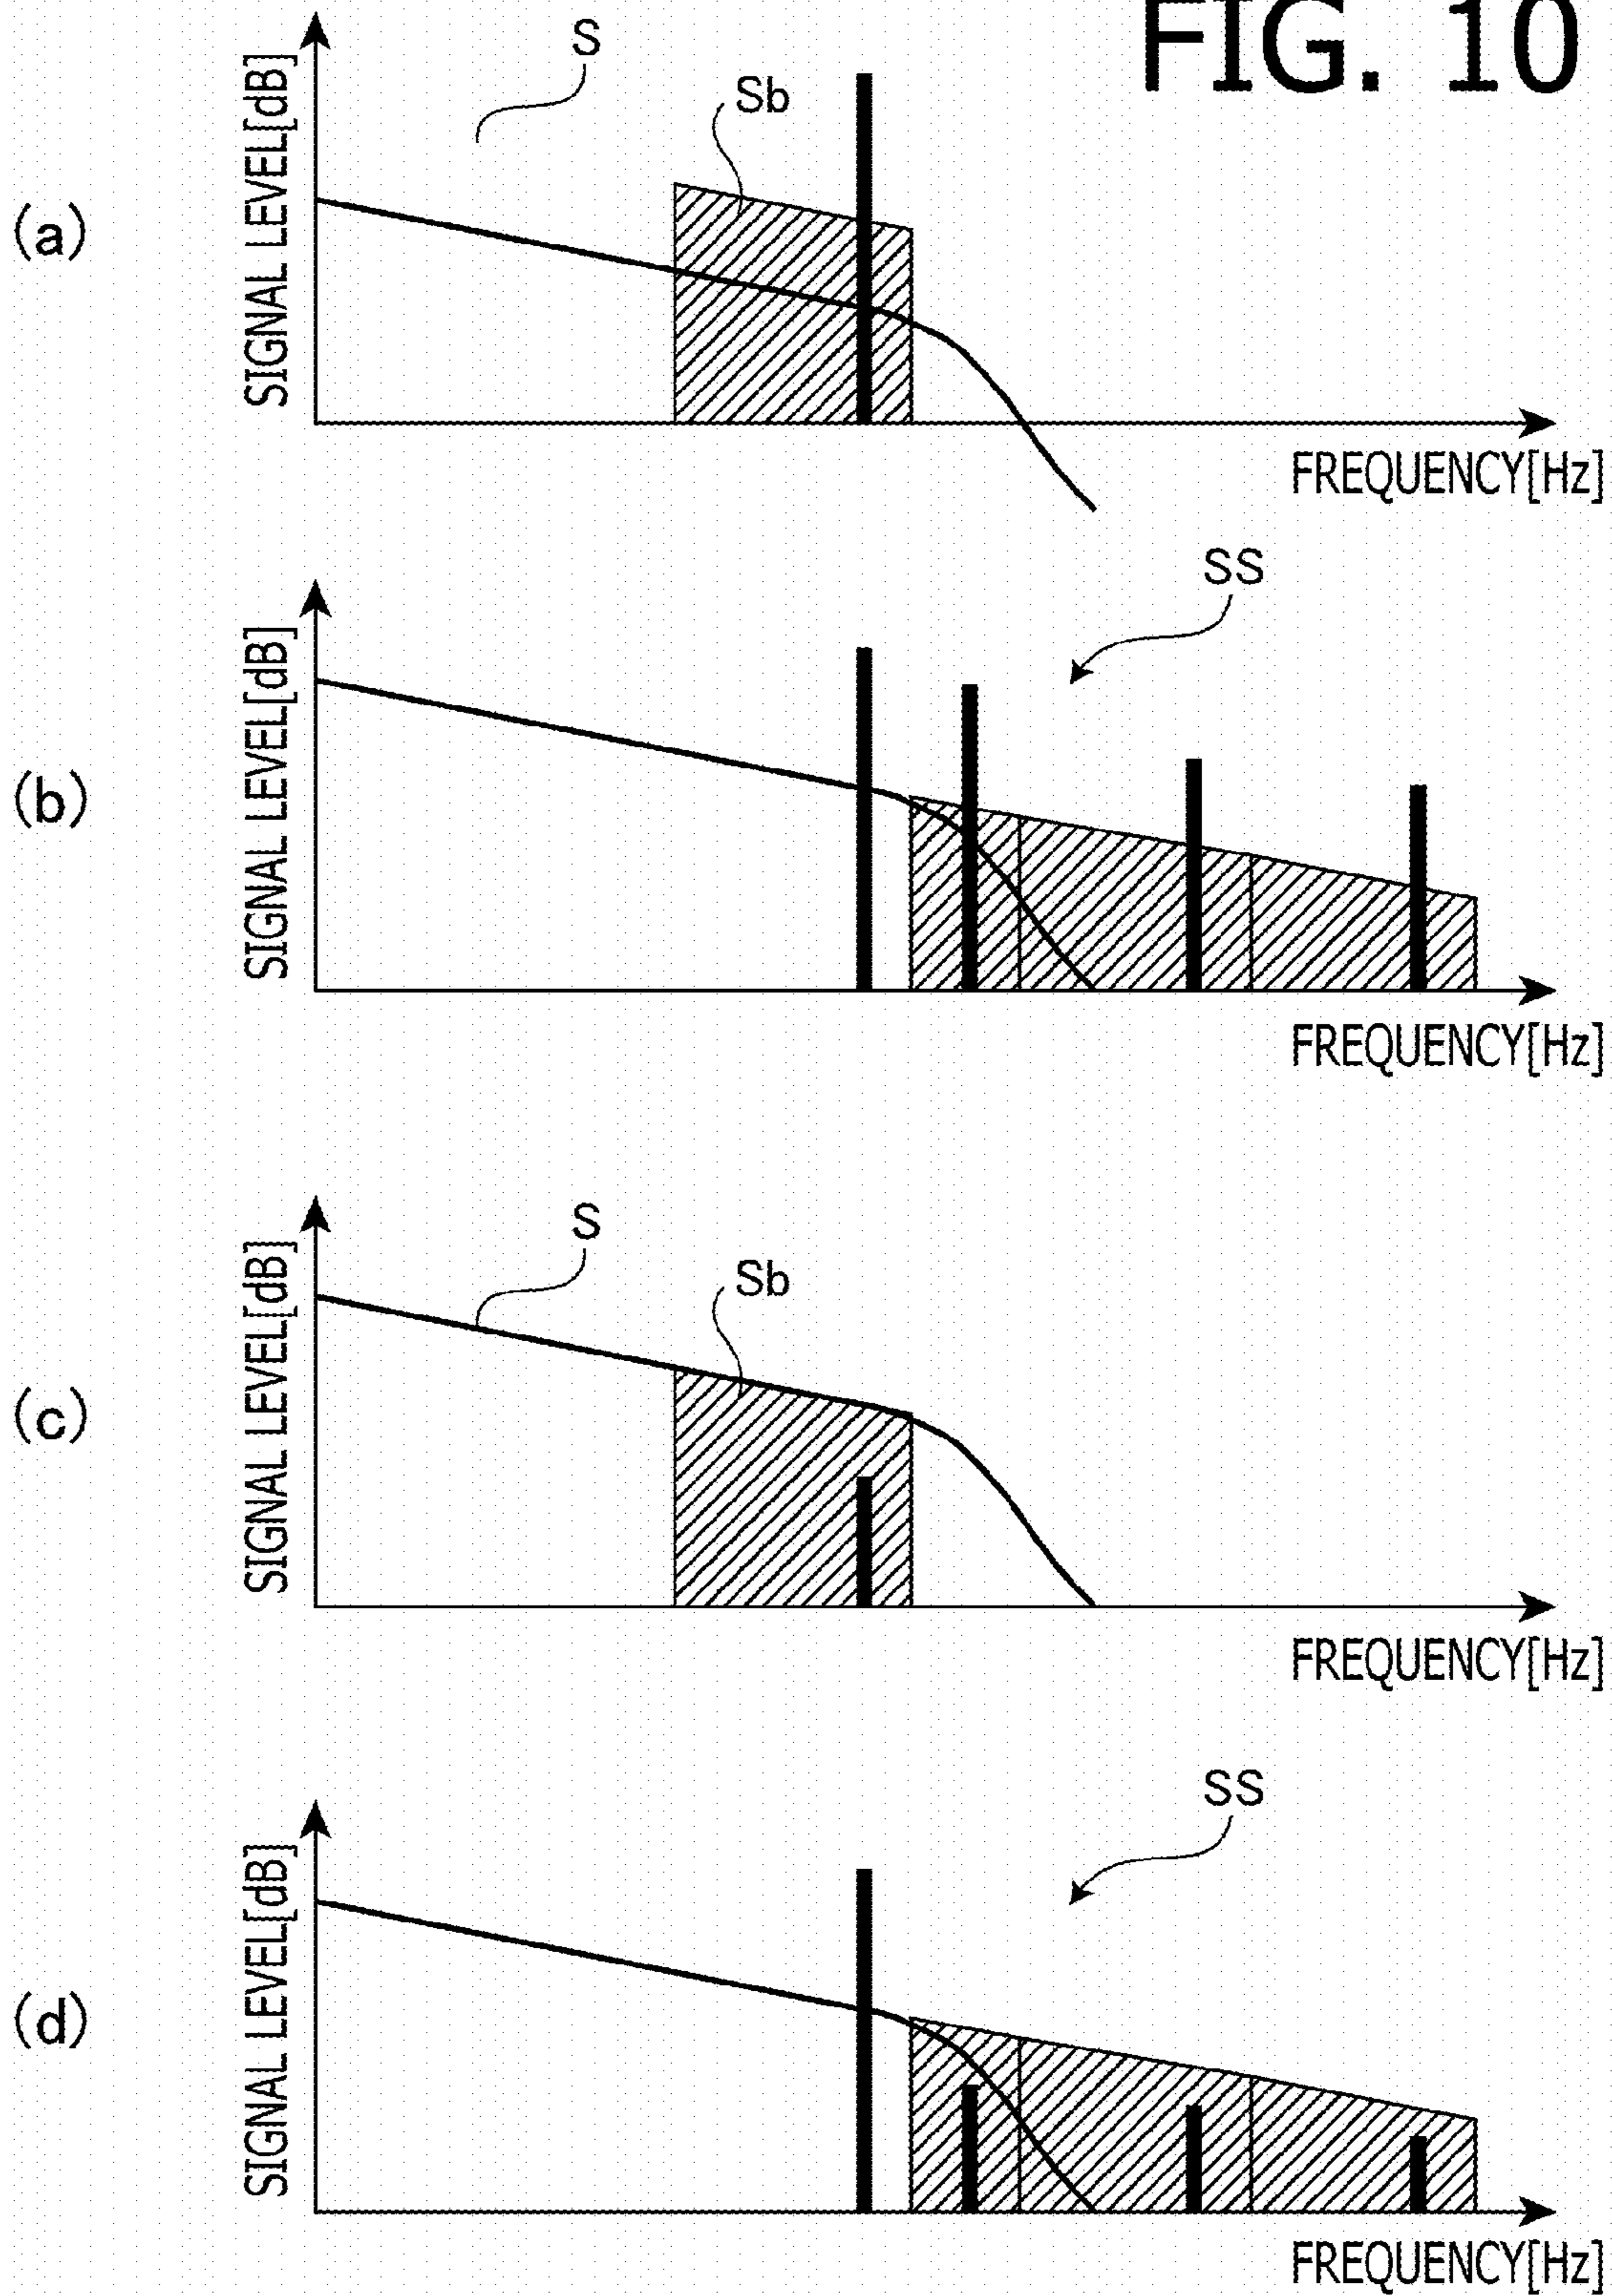 FIG. 10
(a)
SIGNAL LEVEL[dB]
S
Sb
FREQUENCY[Hz]
(b)
SIGNAL LEVEL[dB]
SS
FREQUENCY[Hz]
(c)
SIGNAL LEVEL[dB]
S
Sb
FREQUENCY[Hz]
(d)
SIGNAL LEVEL[dB]
SS
FREQUENCY[Hz]